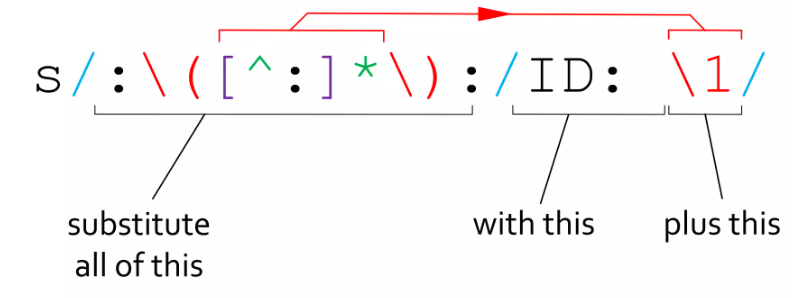 s/:\([^:]*\):/ID: \1/
substitute
all of this
with this
plus this